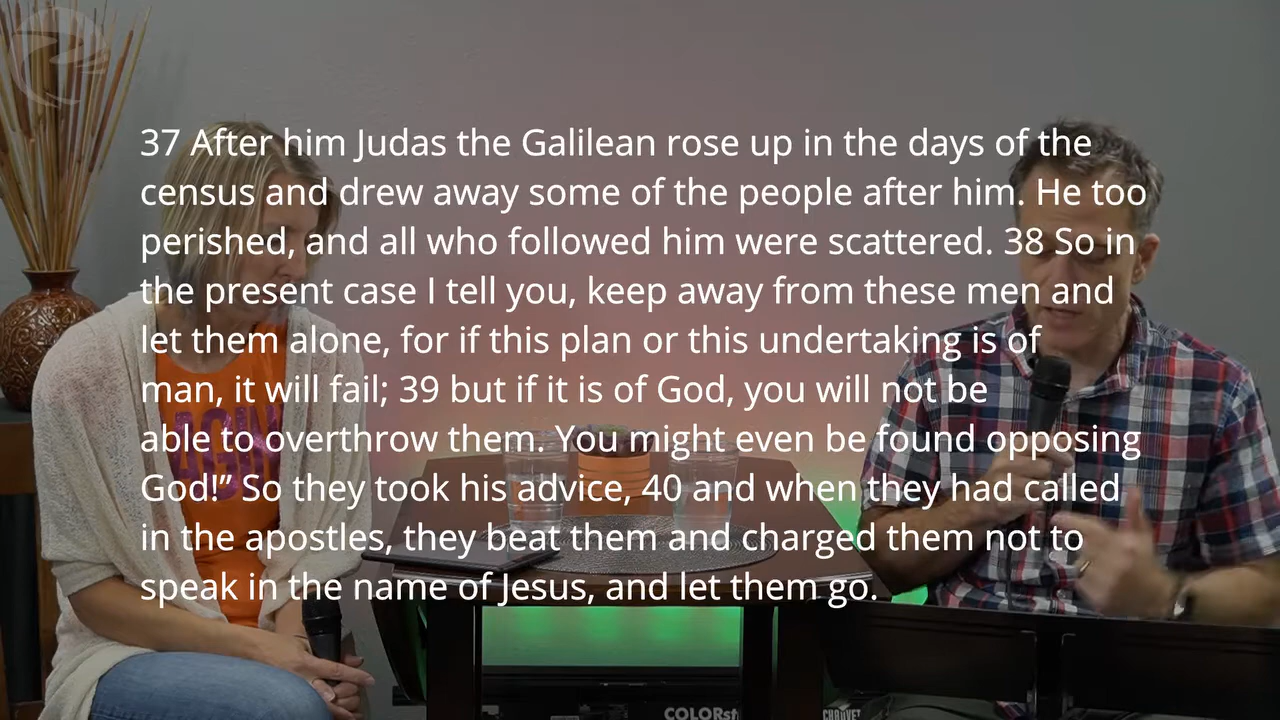 37 After him Judas the Galilean rose up in the days of the
census and drew away some of the people after him. He too
perished, and all who followed him were scattered. 38 So in
the present case I tell you, keep away from these men and
let them alone, for if this plan or this undertaking is of
man, it will fail; 39 but if it is of God, you will not be
able to overthrow them. You might even be found opposing
God!” So they took his advice, 40 and when they had called
in the apostles, they beat them and charged them not to
speak in the name of Jesus, and let them go.
COLORst
CHAUVET